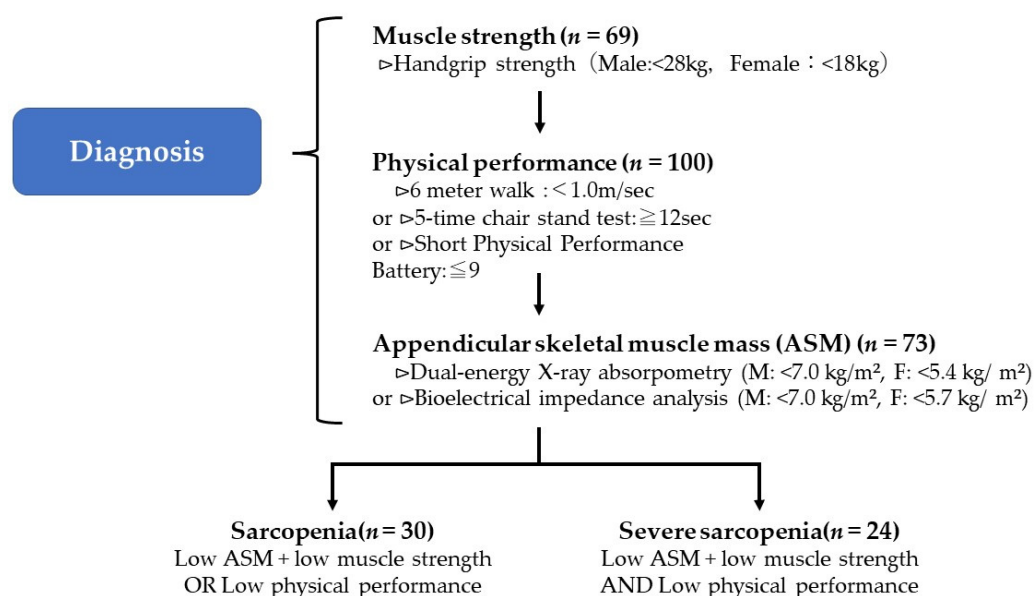 Diagnosis
Muscle strength (n = 69)
⊳Handgrip strength (Male:<28kg, Female：<18kg)
Physical performance (n = 100)
⊳6 meter walk :＜1.0m/sec
or ⊳5-time chair stand test:≧12sec
or ⊳Short Physical Performance
Battery:≦9
Appendicular skeletal muscle mass (ASM) (n = 73)
⊳Dual-energy X-ray absorpometry (M: <7.0 kg/m², F: <5.4 kg/ m²)
or ⊳Bioelectrical impedance analysis (M: <7.0 kg/m², F: <5.7 kg/ m²)
Sarcopenia(n = 30)
Low ASM + low muscle strength
OR Low physical performance
Severe sarcopenia(n = 24)
Low ASM + low muscle strength
AND Low physical performance